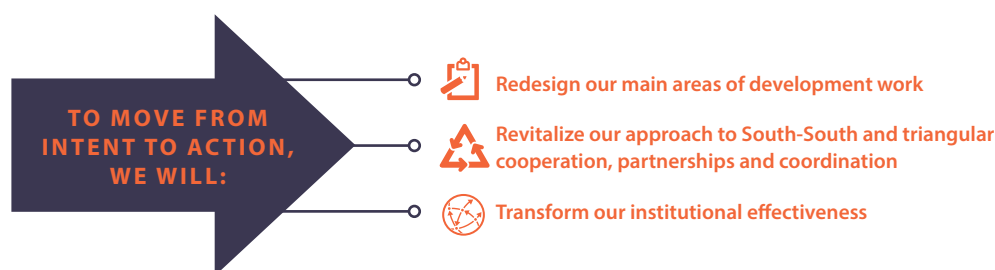 TO MOVE FROM
INTENT TO ACTION,
WE WILL:
Redesign our main areas of development work
Revitalize our approach to South-South and triangular
cooperation, partnerships and coordination
Transform our institutional effectiveness